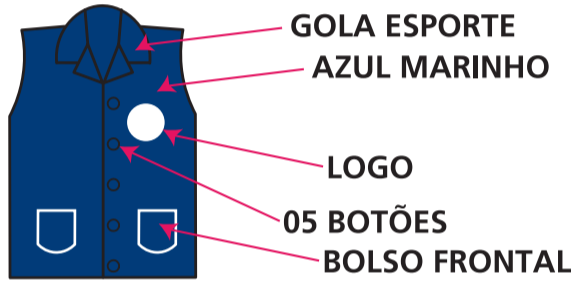 GOLA ESPORTE
AZUL MARINHO
LOGO
05 BOTÕES
BOLSO FRONTAL